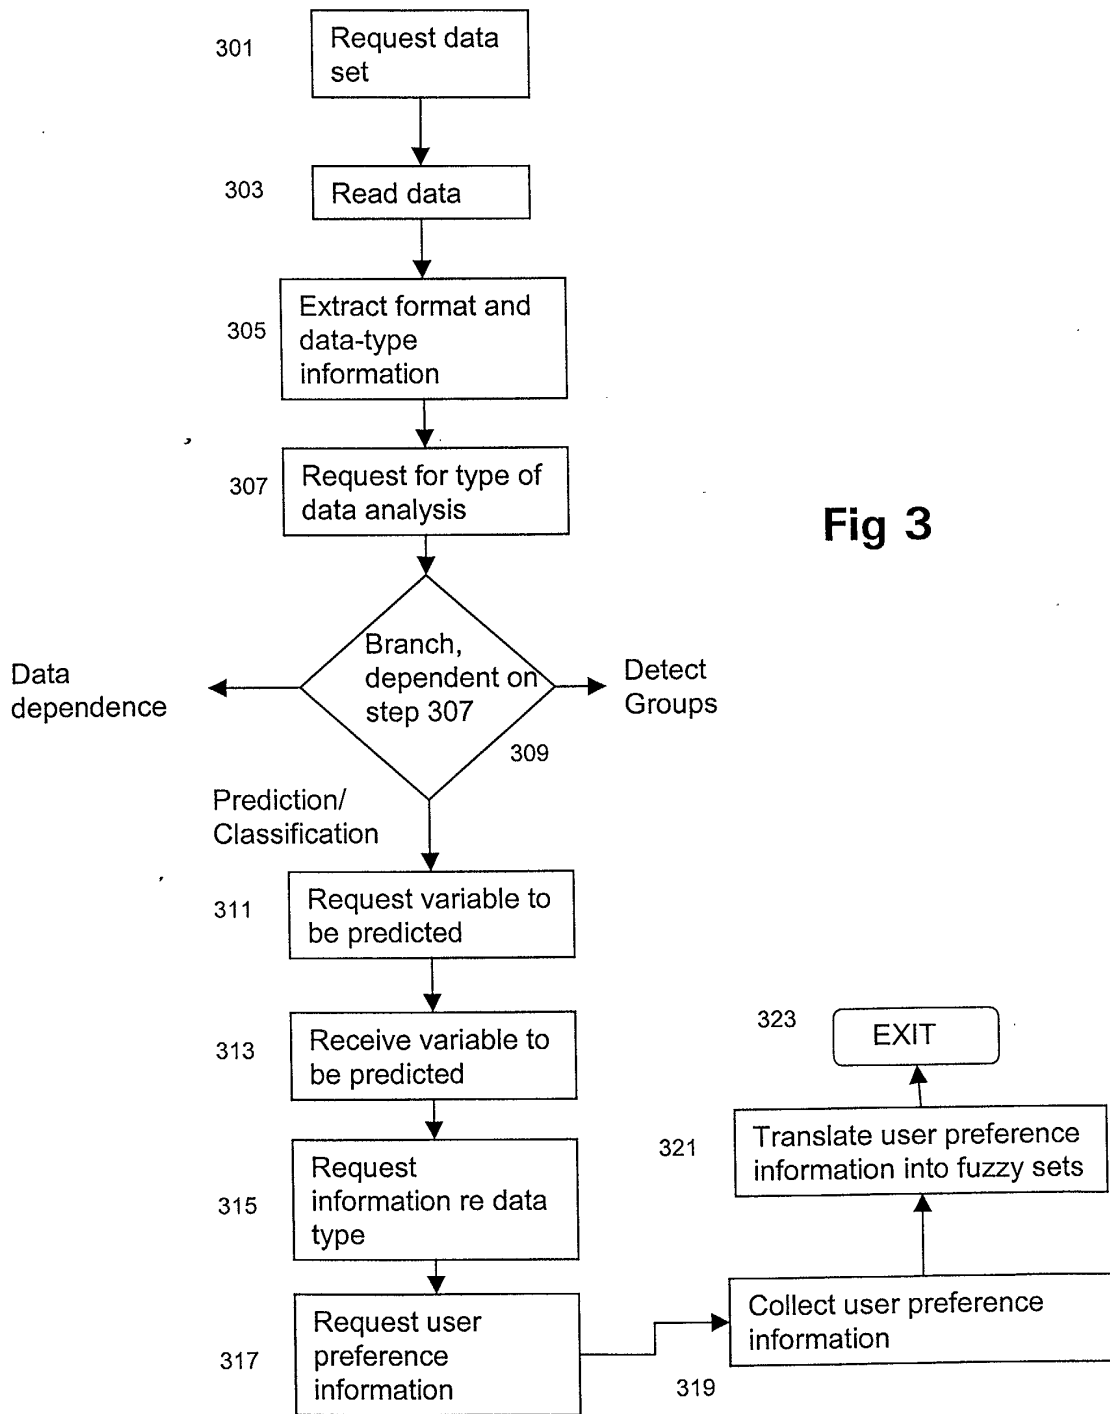 301
Request data
set
303
Read data
305
Extract format and
data-type
information
307
Request for type of
data analysis
Fig 3
Branch,
dependent on
step 307
309
Data
dependence
Detect
Groups
Prediction/
Classification
311
Request variable to
be predicted
313
Receive variable to
be predicted
315
Request
information re data
type
317
Request user
preference
information
319
Collect user preference
information
321
Translate user preference
information into fuzzy sets
323
EXIT